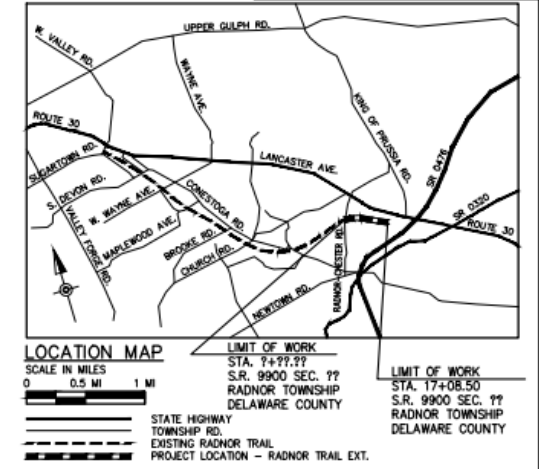 UPPER GULPH RD.
W. VALLEY RD.
WAYNE AVE.
KING OF PRUSSIA RD.
ROUTE 30
LANCASTER AVE.
SR 0476
SUGARTOWN RD.
SR 0320
S. DEVON RD.
CONESTOGA RD.
W. WAYNE AVE.
ROUTE 30
VALLEY FORGE RD.
MAPLEWOOD AVE.
BROOKE RD.
CHURCH RD.
RADNOR-CHESTER RD.
NEWTOWN RD.
LOCATION MAP
SCALE IN MILES
0 0.5 MI 1 MI
LIMIT OF WORK
STA. ?+??.??
S.R. 9900 SEC. ??
RADNOR TOWNSHIP
DELAWARE COUNTY
LIMIT OF WORK
STA. 17+08.50
S.R. 9900 SEC. ??
RADNOR TOWNSHIP
DELAWARE COUNTY
STATE HIGHWAY
TOWNSHIP RD.
EXISTING RADNOR TRAIL
PROJECT LOCATION - RADNOR TRAIL EXT.